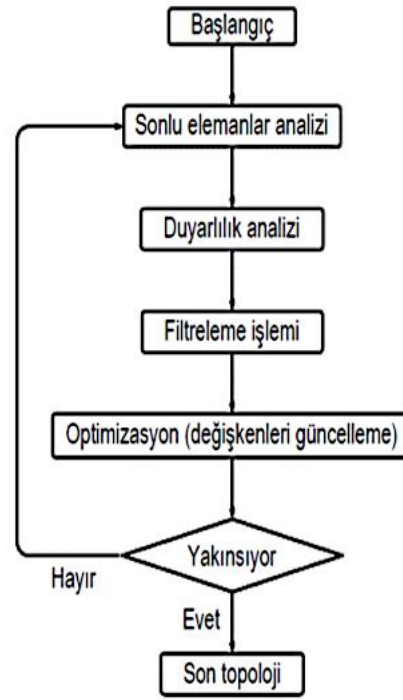 Başlangıç
Sonlu elemanlar analizi
Duyarlılık analizi
Filtreleme işlemi
Optimizasyon (değişkenleri güncelleme)
Yakınsıyor
Hayır
Evet
Son topoloji